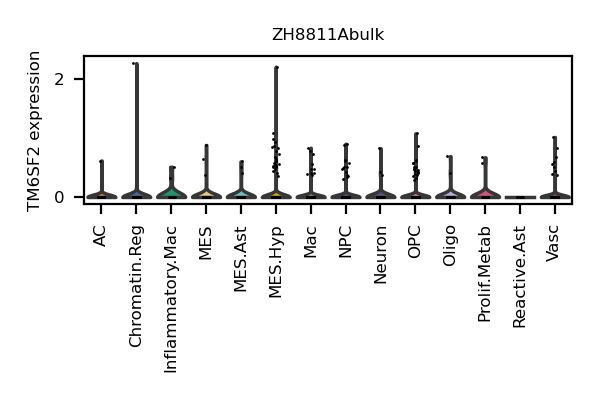 ZH8811Abulk
TM6SF2 expression
2
0
AC
Chromatin.Reg
Inflammatory.Mac
MES
MES.Ast
MES.Hyp
Mac
NPC
Neuron
OPC
Oligo
Prolif.Metab
Reactive.Ast
Vasc